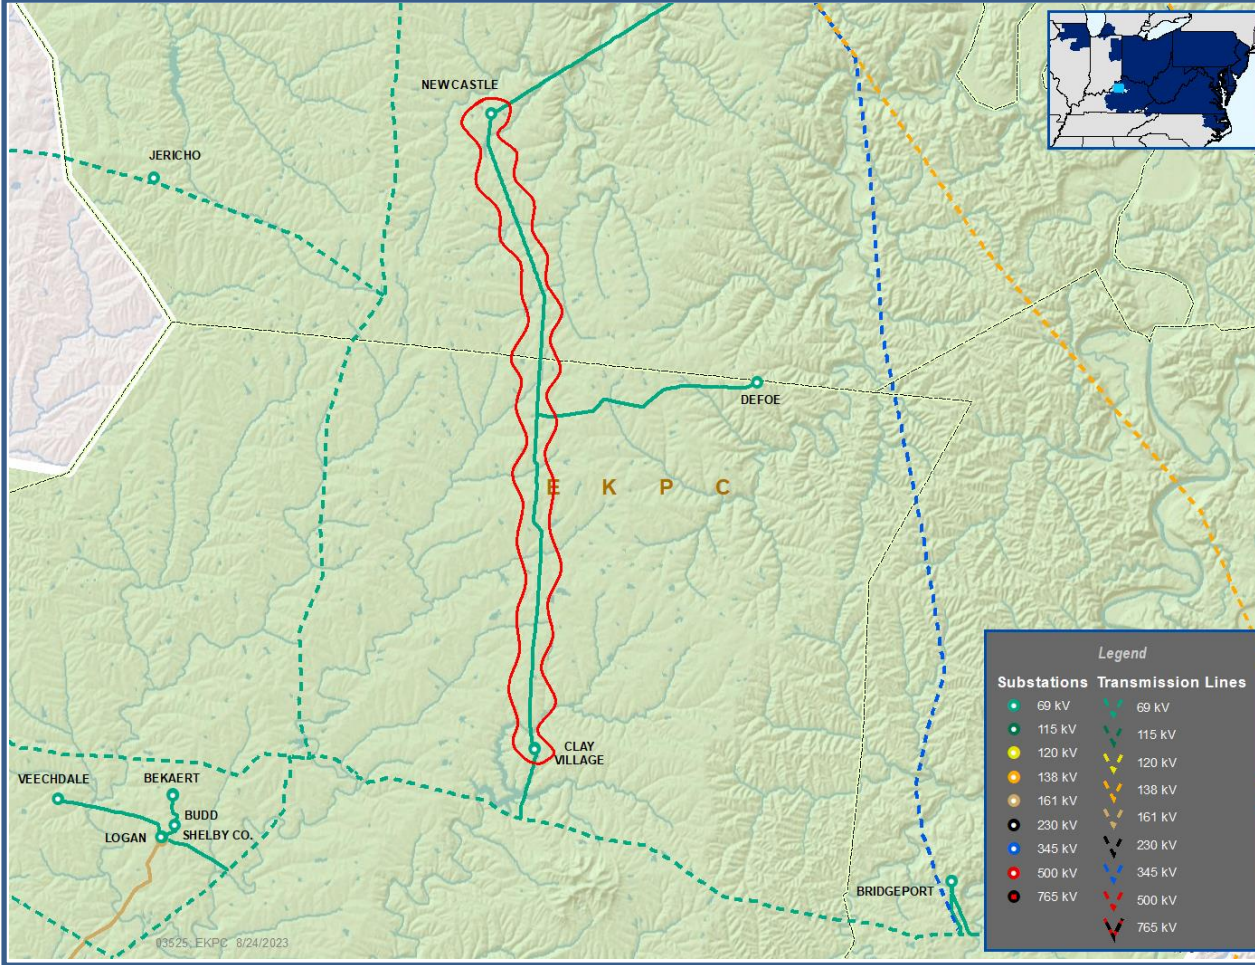 NEWCASTLE
JERICHO
DEFOE
E K P C
CLAY
VILLAGE
VEECHDALE
BEKAERT
BUDD
LOGAN
SHELBY CO.
BRIDGEPORT
03525, EKPC 8/24/2023
Legend
Substations Transmission Lines
69 kV 69 kV
115 kV 115 kV
120 kV 120 kV
138 kV 138 kV
161 kV 161 kV
230 kV 230 kV
345 kV 345 kV
500 kV 500 kV
765 kV 765 kV